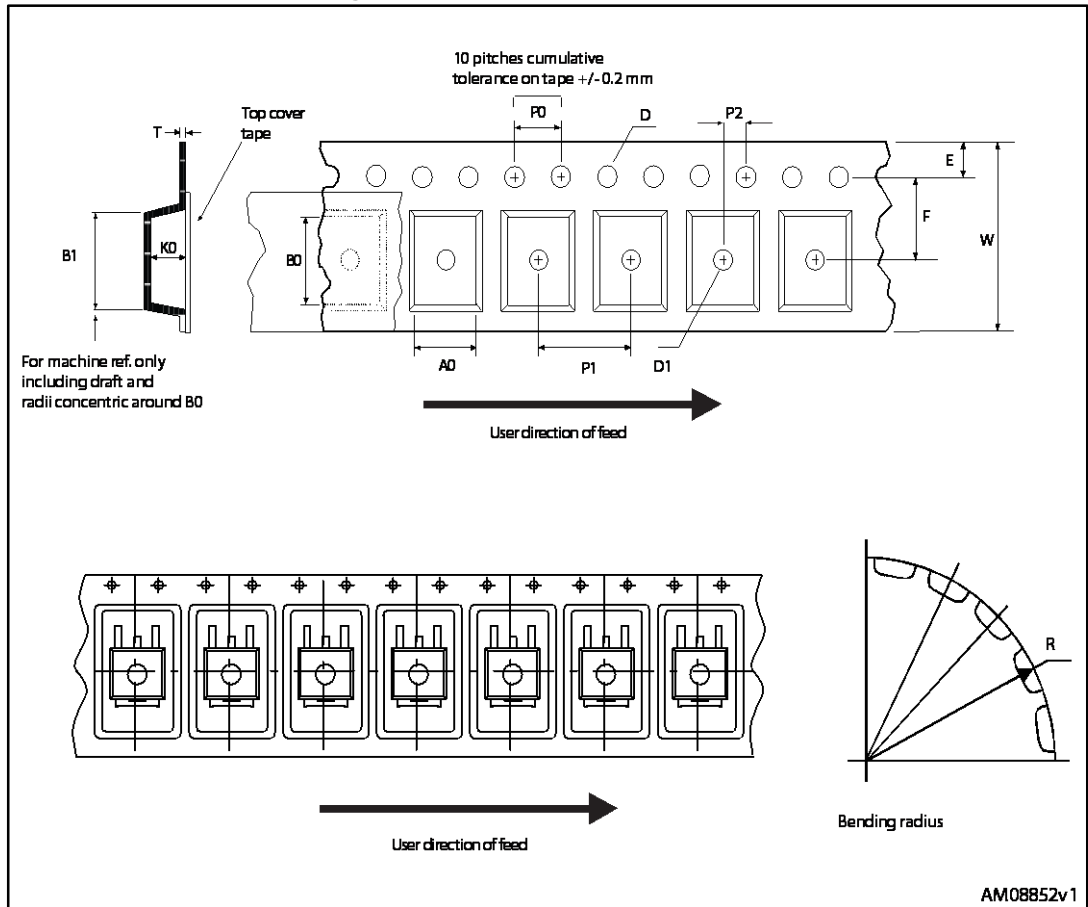 10 pitches cumulative
tolerance on tape +/-0.2 mm
Top cover
tape
T
P0
D
P2
E
F
W
B1
K0
B0
For machine ref. only
including draft and
radii concentric around B0
A0
P1
D1
User direction of feed
R
Bending radius
User direction of feed
AM08852v1